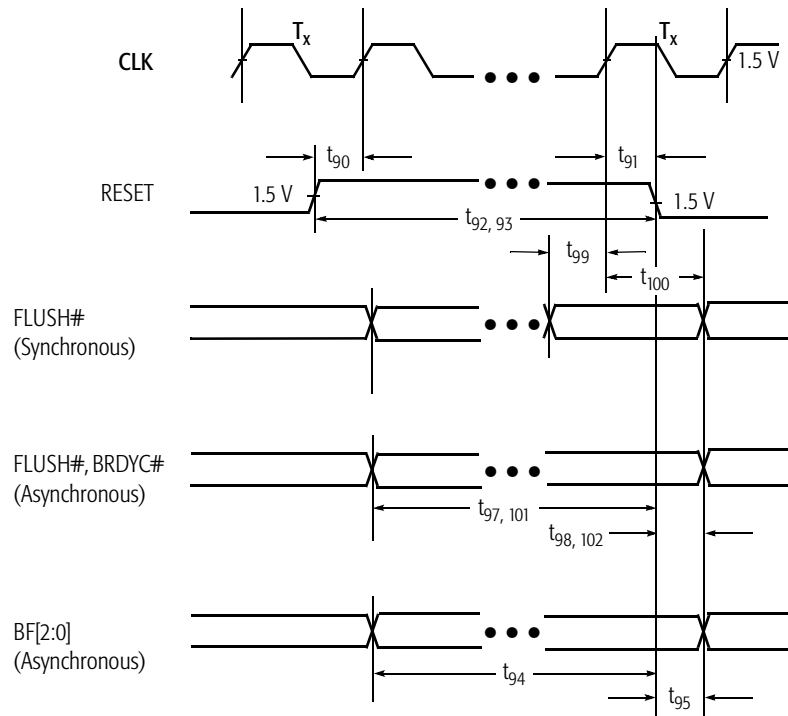 Tx Tx
CLK
1.5 V
t90 t91
RESET
1.5 V 1.5 V
t92, 93
t99
t100
FLUSH#
(Synchronous)
FLUSH#, BRDYC#
(Asynchronous)
t97, 101
t98, 102
BF[2:0]
(Asynchronous)
t94
t95